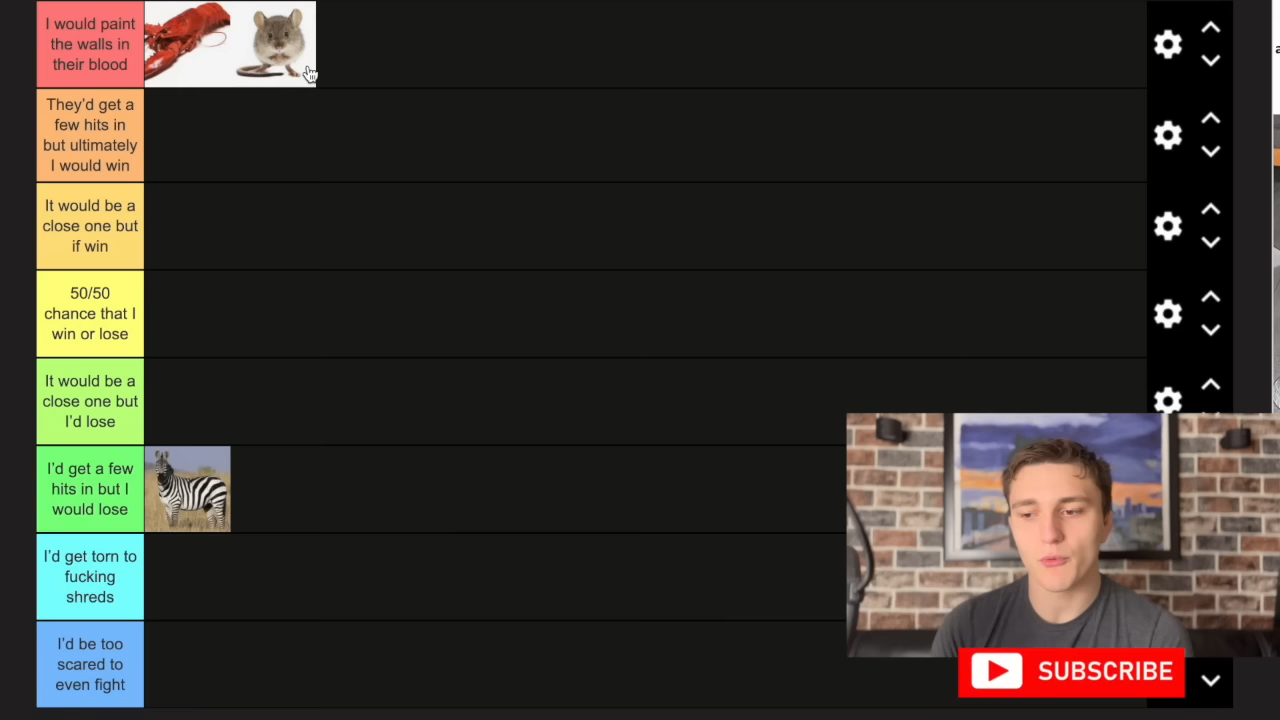 I would paint
the walls in
their blood
They'd get a
few hits in
but ultimately
I would win
It would be a
close one but
if win
50/50
chance that I
win or lose
It would be a
close one but
I'd lose
I'd get a few
hits in but I
would lose
I'd get torn to
fucking
shreds
I'd be too
scared to
even fight
SUBSCRIBE